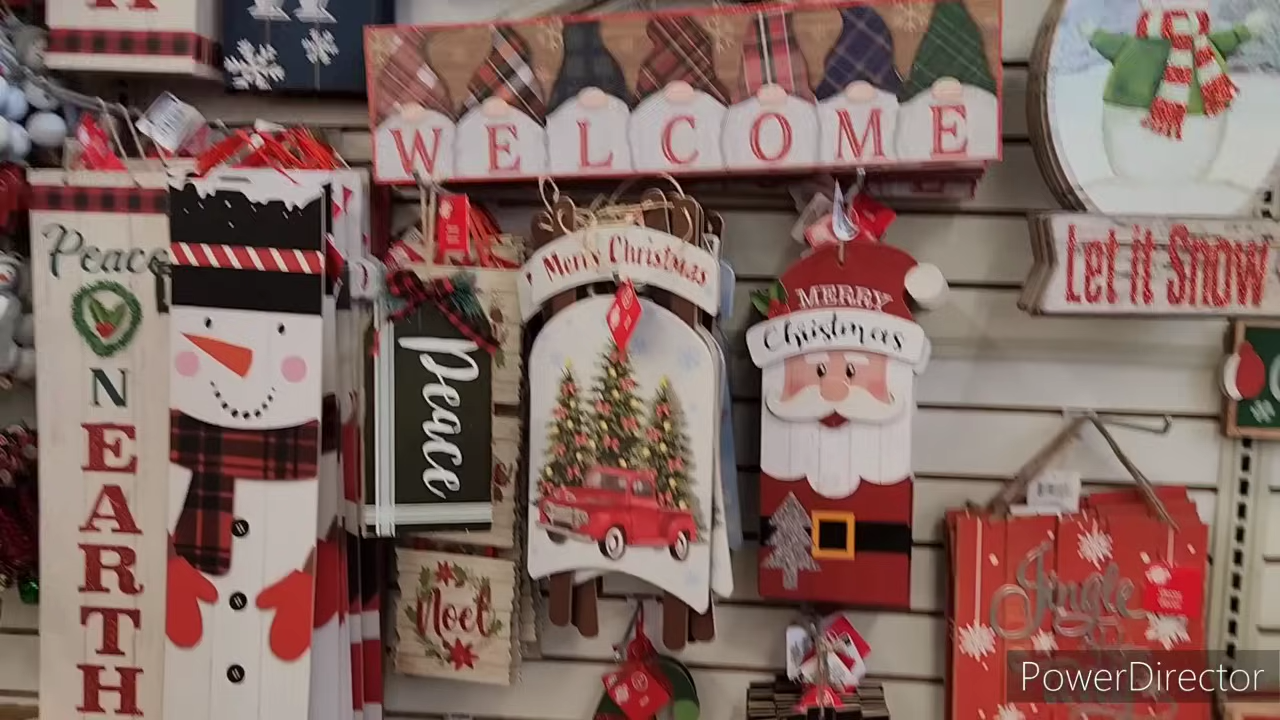 WELCOME
Peace
ON
EARTH
Peace
Noel
Merry Christmas
MERRY
Christmas
Let it Snow
Jingle
PowerDirector